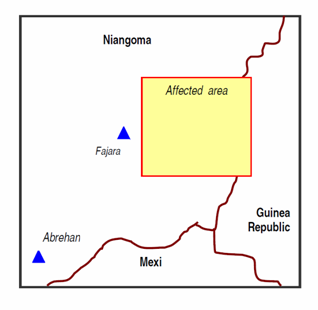 Niangoma
Affected area
Fajara
Guinea
Republic
Abrehan
Mexi